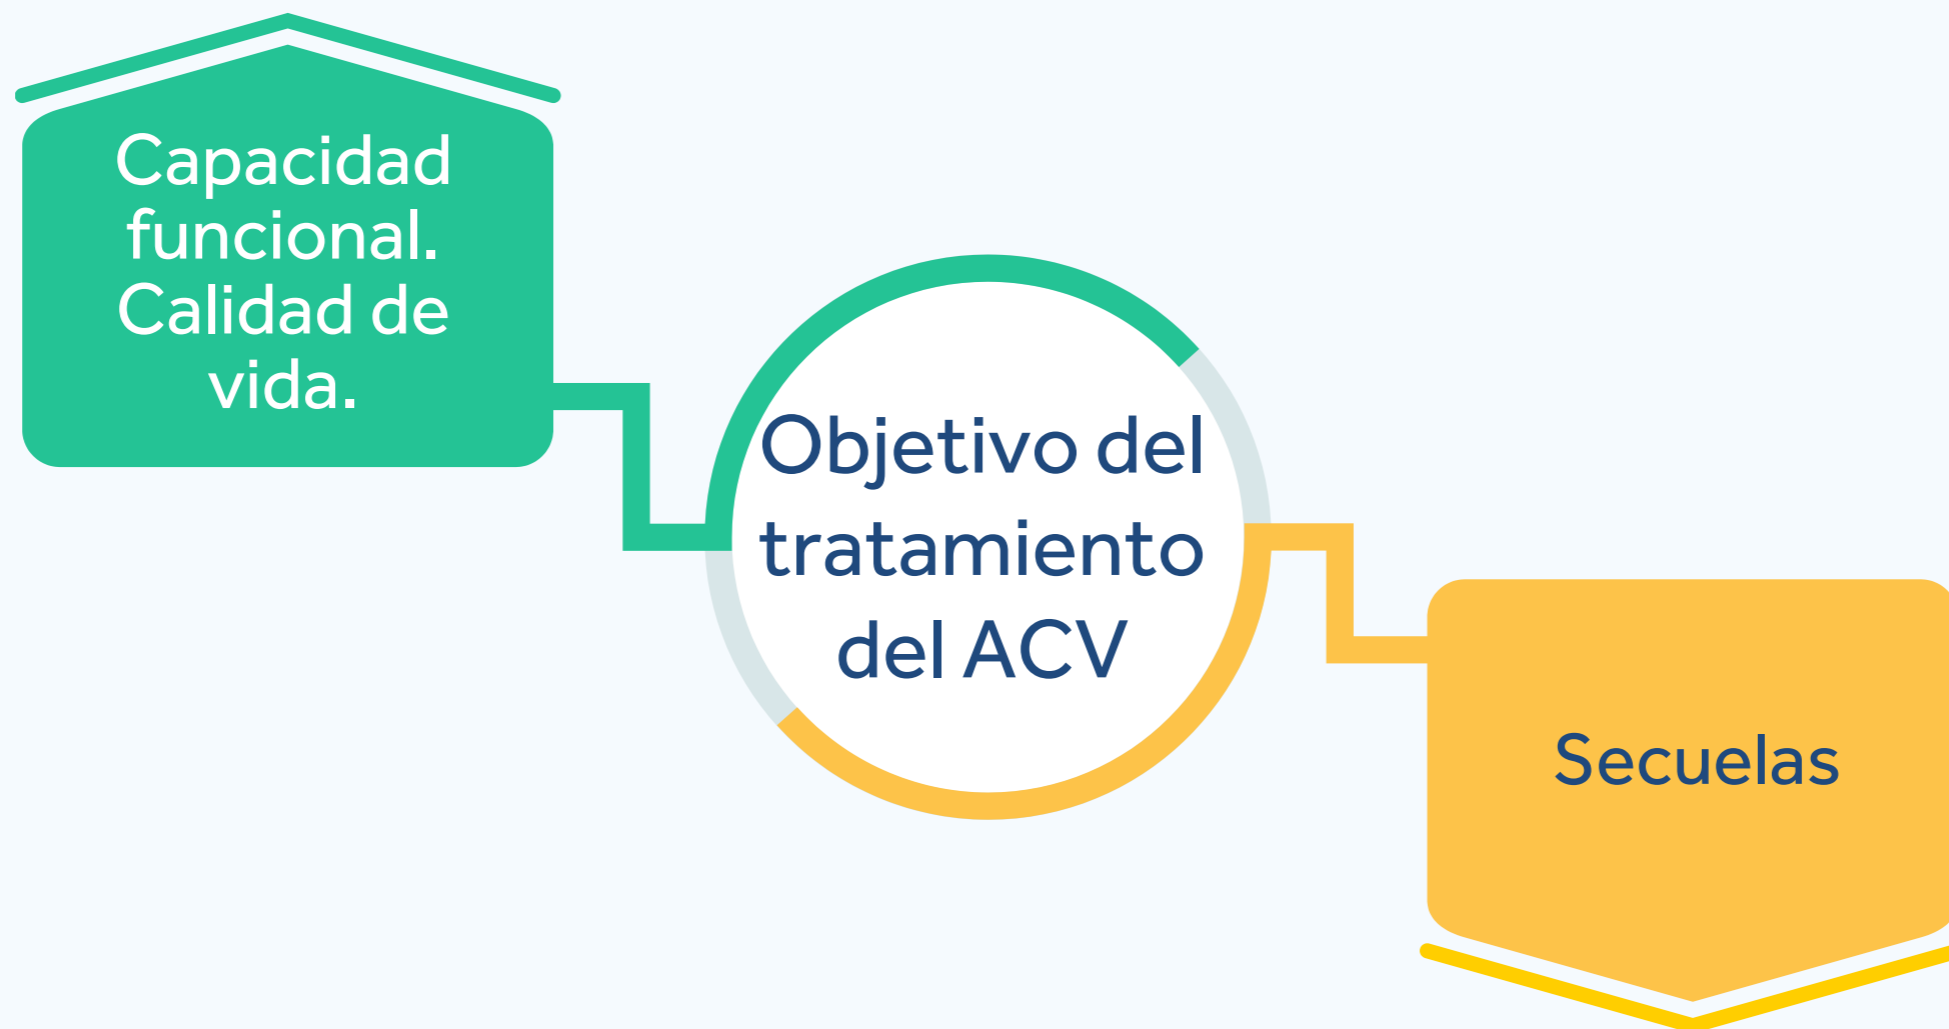 Capacidad
funcional.
Calidad de
vida.
Objetivo del
tratamiento
del ACV
Secuelas